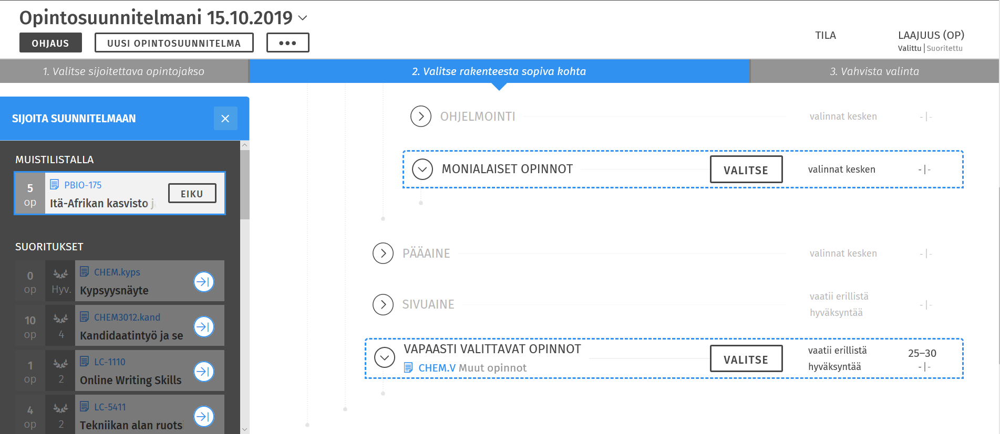 Opintosuunnitelmani 15.10.2019
OHJAUS
UUSI OPINTOSUUNNITELMA
•••
TILA
LAAJUUS (OP)
Valittu | Suoritettu
1. Valitse sijoitettava opintojakso
2. Valitse rakenteesta sopiva kohta
3. Vahvista valinta
SIJOITA SUUNNITELMAAN
MUISTILISTALLA
5 op
PBIO-175
Itä-Afrikan kasvisto ja
EIKU
SUORITUKSET
0 op
Hyv.
CHEM.kyps
Kypsyysnäyte
10 op
4
CHEM3012.kand
Kandidaatintyö ja se
1 op
2
LC-1110
Online Writing Skills
4 op
2
LC-5411
Tekniikan alan ruotsi
OHJELMOINTI
valinnat kesken
- | -
MONIALAISET OPINNOT
VALITSE
valinnat kesken
- | -
PÄÄAINE
valinnat kesken
- | -
SIVUAINE
vaatii erillistä
hyväksyntää
- | -
VAPAASTI VALITTAVAT OPINNOT
CHEM.V Muut opinnot
VALITSE
vaatii erillistä
hyväksyntää
25–30
- | -